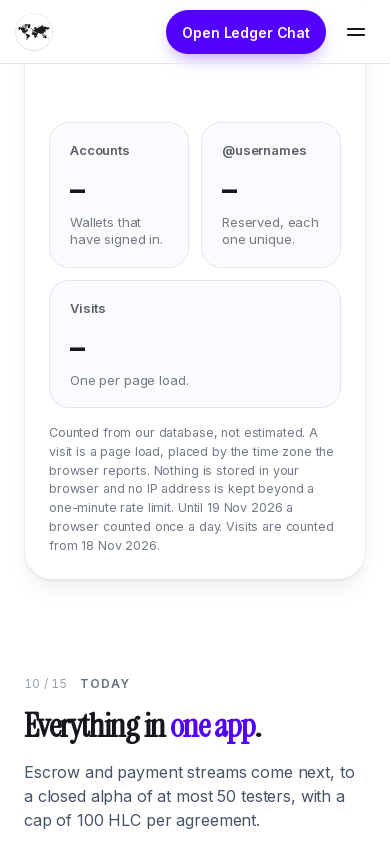 Open Ledger Chat
Accounts
–
Wallets that
have signed in.
@usernames
–
Reserved, each
one unique.
Visits
–
One per page load.
Counted from our database, not estimated. A
visit is a page load, placed by the time zone the
browser reports. Nothing is stored in your
browser and no IP address is kept beyond a
one-minute rate limit. Until 19 Nov 2026 a
browser counted once a day. Visits are counted
from 18 Nov 2026.
10 / 15 TODAY
Everything in one app.
Escrow and payment streams come next, to
a closed alpha of at most 50 testers, with a
cap of 100 HLC per agreement.